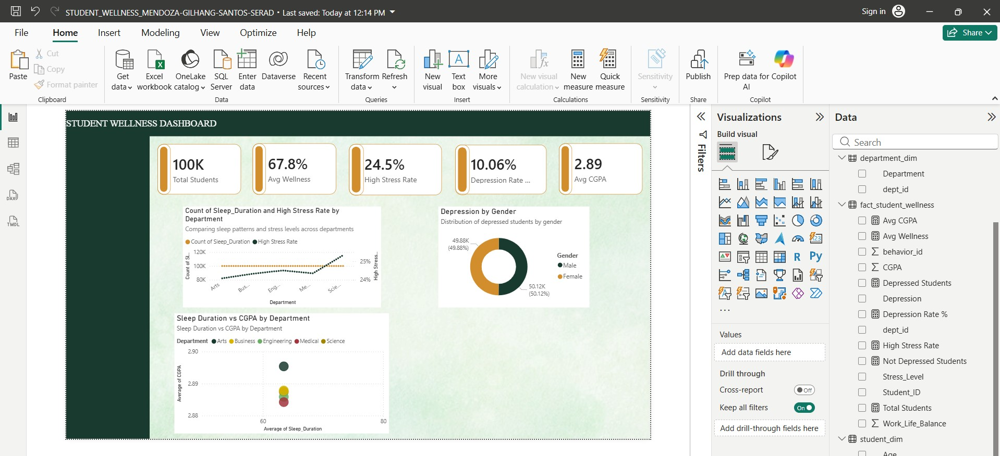 STUDENT_WELLNESS_MENDOZA-GILHANG-SANTOS-SERAD • Last saved: Today at 12:14 PM
Sign in
File Home Insert Modeling View Optimize Help
Share
Paste
Cut
Copy
Format painter
Clipboard
Get data
Excel workbook
OneLake catalog
SQL Server
Enter data
Dataverse
Recent sources
Data
Transform data
Refresh
Queries
New visual
Text box
More visuals
Insert
New visual calculation
New measure
Quick measure
Calculations
Sensitivity
Sensitivity
Publish
Share
Prep data for AI
Copilot
Copilot
DAX
TMDL
STUDENT WELLNESS DASHBOARD
100K
Total Students
67.8%
Avg Wellness
24.5%
High Stress Rate
10.06%
Depression Rate ...
2.89
Avg CGPA
Count of Sleep_Duration and High Stress Rate by
Department
Comparing sleep patterns and stress levels across departments
Count of Sleep_Duration High Stress Rate
Count of Sl...
120K
100K
80K
25%
24%
High Stress...
Arts
Bus...
Eng...
Me...
Scie...
Department
Depression by Gender
Distribution of depressed students by gender
49.88K
(49.88%)
50.12K
(50.12%)
Gender
Male
Female
Sleep Duration vs CGPA by Department
Sleep Duration vs CGPA by Department
Department Arts Business Engineering Medical Science
Average of CGPA
2.90
2.89
2.88
60
80
Average of Sleep_Duration
Filters
Visualizations
Build visual
123
R
Py
...
Values
Add data fields here
Drill through
Cross-report
Off
Keep all filters
On
Add drill-through fields here
Data
Search
department_dim
Department
dept_id
fact_student_wellness
Avg CGPA
Avg Wellness
behavior_id
CGPA
Depressed Students
Depression
Depression Rate %
dept_id
High Stress Rate
Not Depressed Students
Stress_Level
Student_ID
Total Students
Work_Life_Balance
student_dim
Age